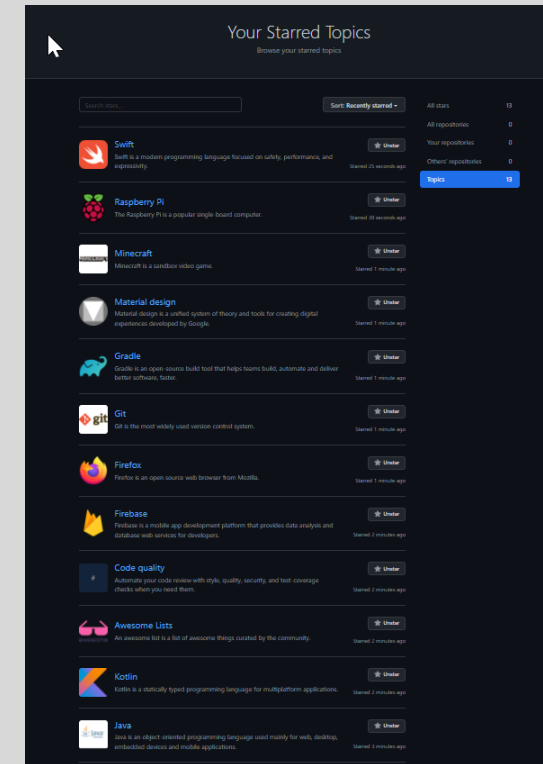 Your Starred Topics
Browse your starred topics
Search stars...
Sort: Recently starred
All stars 13
All repositories 0
Your repositories 0
Others' repositories 0
Topics 13
Swift
Unstar
Swift is a modern programming language focused on safety, performance, and
expressivity.
Starred 25 seconds ago
Raspberry Pi
Unstar
The Raspberry Pi is a popular single-board computer.
Starred 38 seconds ago
Minecraft
Unstar
Minecraft is a sandbox video game.
Starred 1 minute ago
Material design
Unstar
Material design is a unified system of theory and tools for creating digital
experiences developed by Google.
Starred 1 minute ago
Gradle
Unstar
Gradle is an open-source build tool that helps teams build, automate and deliver
better software, faster.
Starred 1 minute ago
git
Git
Unstar
Git is the most widely used version control system.
Starred 1 minute ago
Firefox
Unstar
Firefox is an open source web browser from Mozilla.
Starred 1 minute ago
Firebase
Unstar
Firebase is a mobile app development platform that provides data analysis and
database web services for developers.
Starred 2 minutes ago
#
Code quality
Unstar
Automate your code review with style, quality, security, and test-coverage
checks when you need them.
Starred 2 minutes ago
Awesome Lists
Unstar
An awesome list is a list of awesome things curated by the community.
Starred 2 minutes ago
Kotlin
Unstar
Kotlin is a statically typed programming language for multiplatform applications.
Starred 2 minutes ago
Java
Java
Unstar
Java is an object-oriented programming language used mainly for web, desktop,
embedded devices and mobile applications.
Starred 3 minutes ago